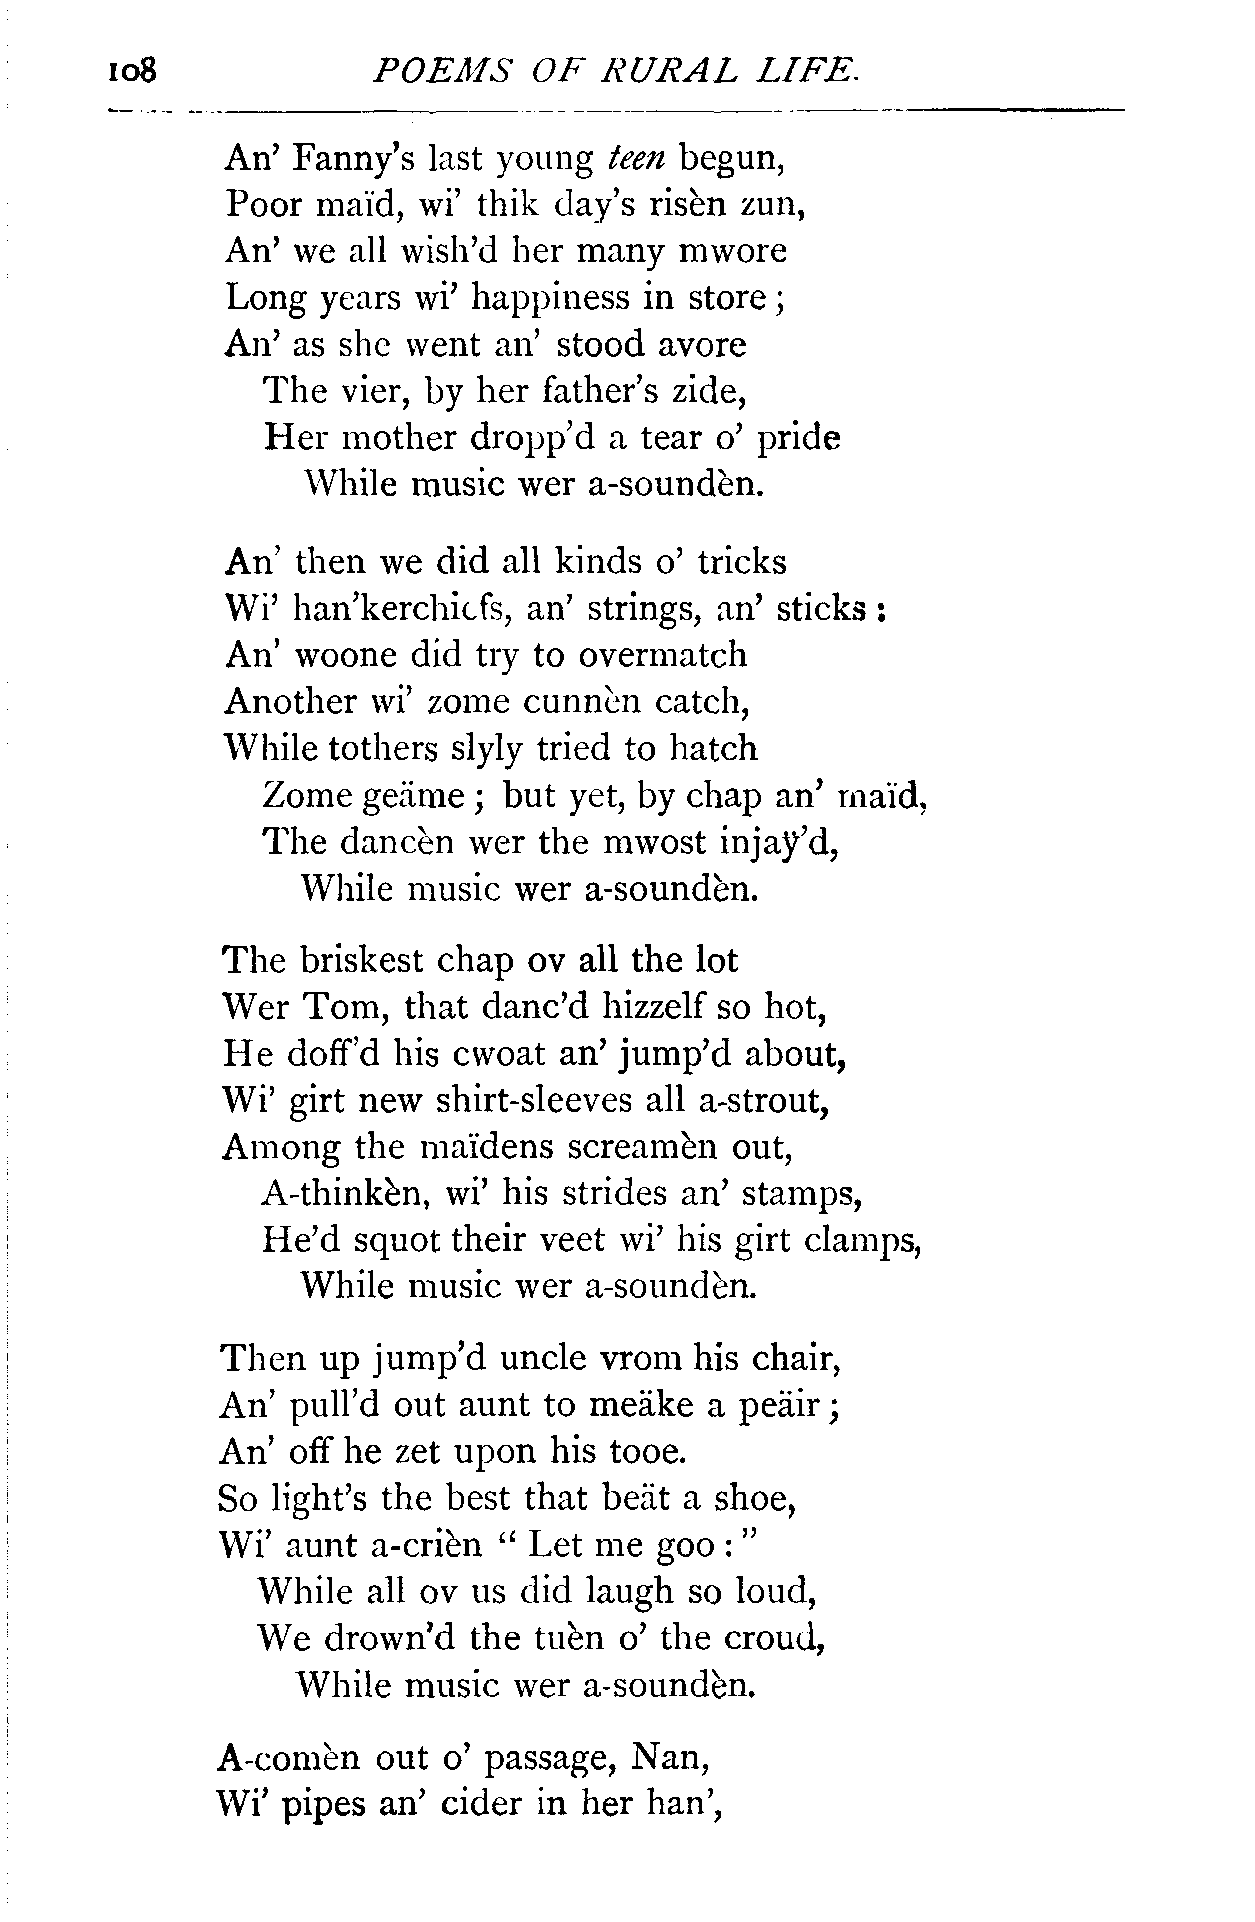 108 POEMS OF RURAL LIFE.
An' Fanny's last young teen begun,
Poor maïd, wi' thik day's risèn zun,
An' we all wish'd her many mwore
Long years wi' happiness in store ;
An' as she went an' stood avore
The vier, by her father's zide,
Her mother dropp'd a tear o' pride
While music wer a-soundèn.
An' then we did all kinds o' tricks
Wi' han'kerchiefs, an' strings, an' sticks :
An' woone did try to overmatch
Another wi' zome cunnèn catch,
While tothers slyly tried to hatch
Zome geäme ; but yet, by chap an' maïd,
The dancèn wer the mwost injaÿ'd,
While music wer a-soundèn.
The briskest chap ov all the lot
Wer Tom, that danc'd hizzelf so hot,
He doff'd his cwoat an' jump'd about,
Wi' girt new shirt-sleeves all a-strout,
Among the maïdens screamèn out,
A-thinkèn, wi' his strides an' stamps,
He'd squot their veet wi' his girt clamps,
While music wer a-soundèn.
Then up jump'd uncle vrom his chair,
An' pull'd out aunt to meäke a peäir ;
An' off he zet upon his tooe.
So light's the best that beät a shoe,
Wi' aunt a-crièn “ Let me goo : ”
While all ov us did laugh so loud,
We drown'd the tuèn o' the croud,
While music wer a-soundèn.
A-comèn out o' passage, Nan,
Wi' pipes an' cider in her han',